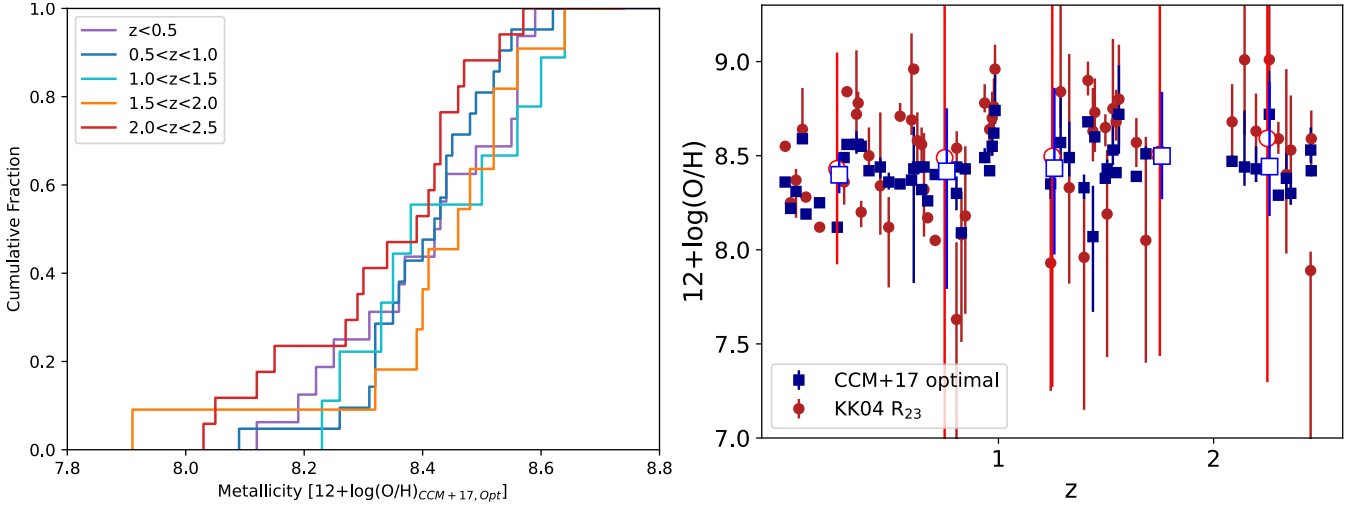 1.0
0.8
0.6
0.4
0.2
0.0
Cumulative Fraction
z<0.5
0.5<z<1.0
1.0<z<1.5
1.5<z<2.0
2.0<z<2.5
7.8 8.0 8.2 8.4 8.6 8.8
Metallicity [12+log(O/H)CCM+17,Opt]
9.0
8.5
8.0
7.5
7.0
12+log(O/H)
CCM+17 optimal
KK04 R23
1 2
z